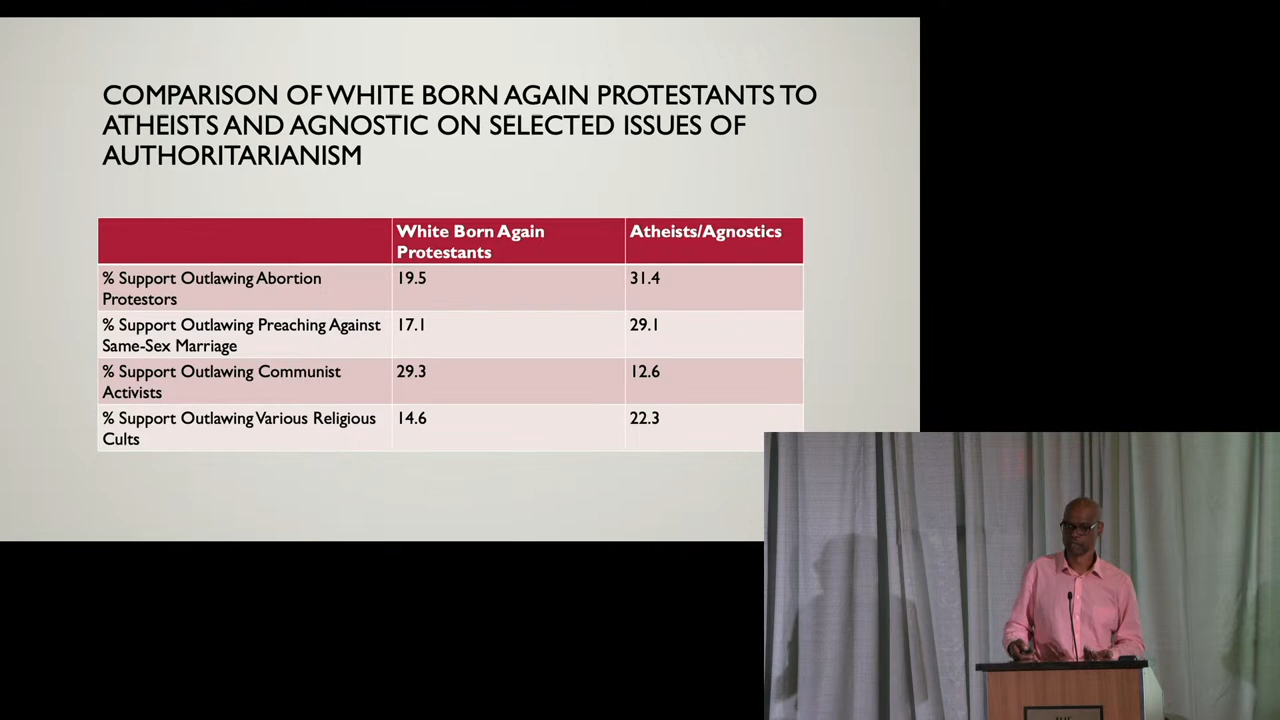 COMPARISON OF WHITE BORN AGAIN PROTESTANTS TO
ATHEISTS AND AGNOSTIC ON SELECTED ISSUES OF
AUTHORITARIANISM
White Born Again
Protestants
Atheists/Agnostics
% Support Outlawing Abortion
Protestors
19.5
31.4
% Support Outlawing Preaching Against
Same-Sex Marriage
17.1
29.1
% Support Outlawing Communist
Activists
29.3
12.6
% Support Outlawing Various Religious
Cults
14.6
22.3